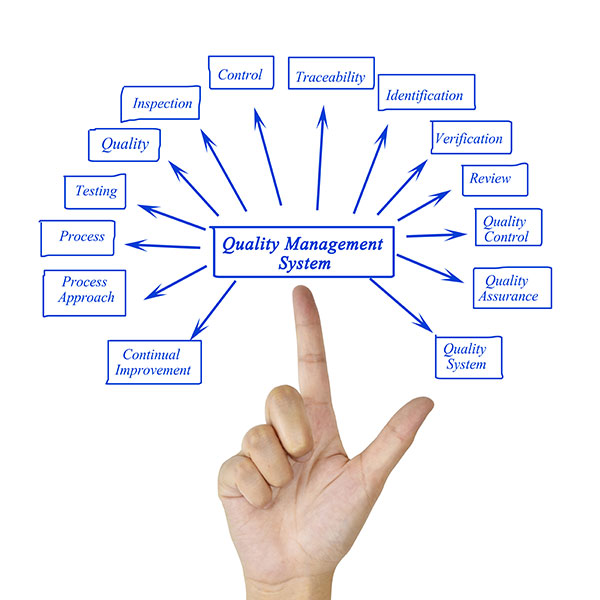 Control
Traceability
Identification
Inspection
Verification
Quality
Review
Testing
Quality
Control
Process
Quality Management
System
Process
Approach
Quality
Assurance
Continual
Improvement
Quality
System